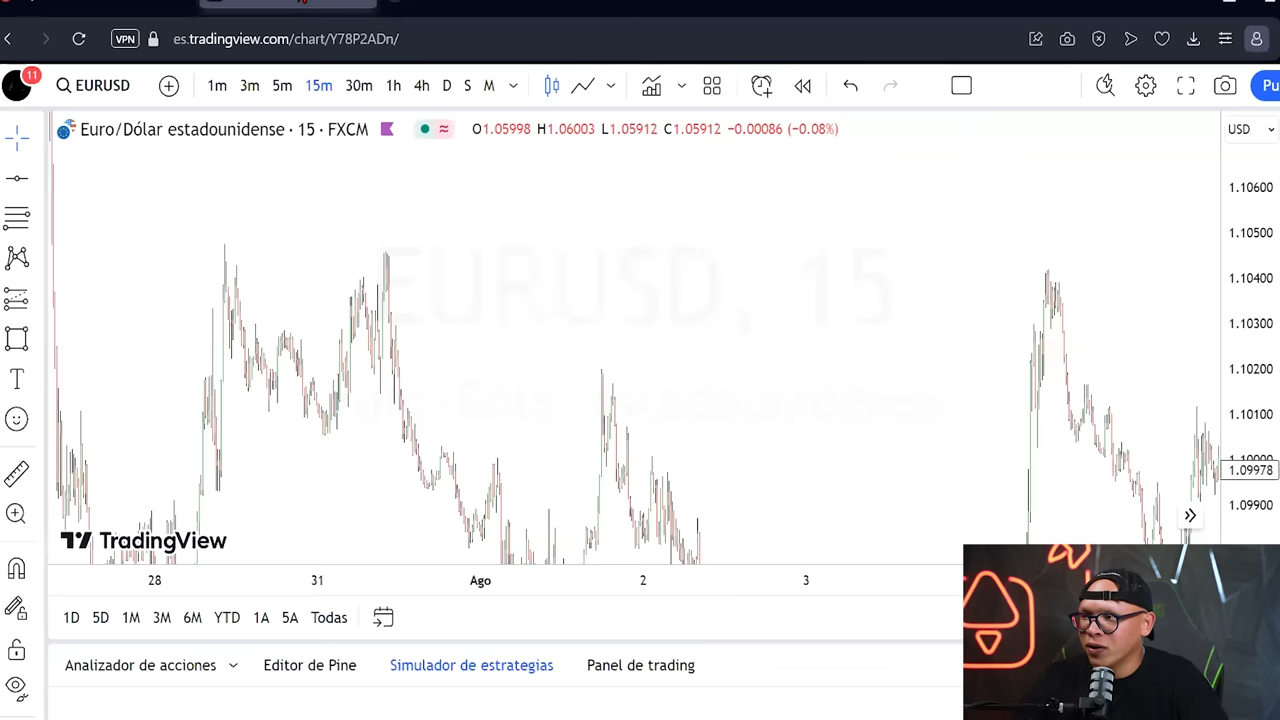 VPN es.tradingview.com/chart/Y78P2ADn/
11 EURUSD 1m 3m 5m 15m 30m 1h 4h D S M Pu
Euro/Dólar estadounidense · 15 · FXCM O1.05998 H1.06003 L1.05912 C1.05912 −0.00086 (−0.08%) USD
EURUSD, 15
1.10600
1.10500
1.10400
1.10300
1.10200
1.10100
1.10000
1.09978
1.09900
TradingView
28 31 Ago 2 3
1D 5D 1M 3M 6M YTD 1A 5A Todas
Analizador de acciones Editor de Pine Simulador de estrategias Panel de trading